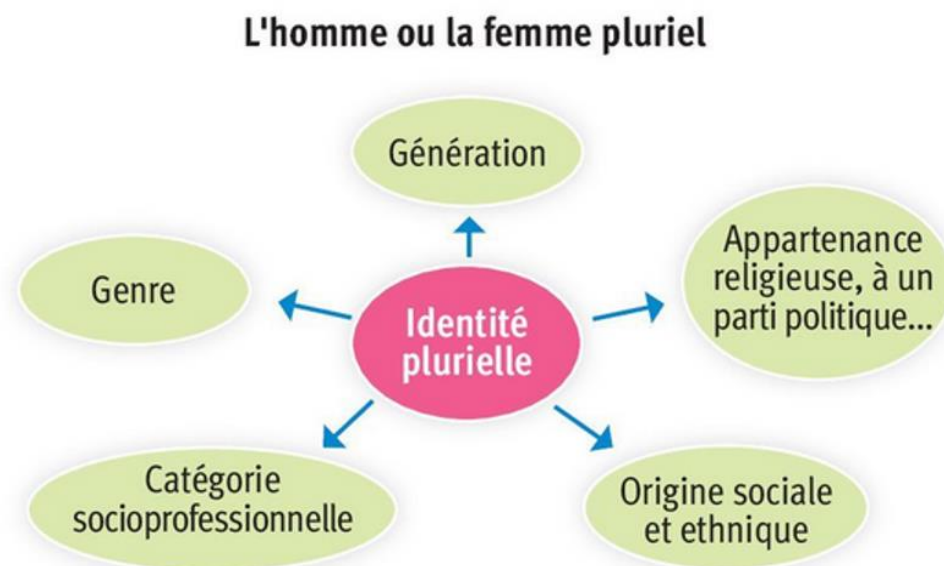 L'homme ou la femme pluriel
Génération
Genre
Appartenance
religieuse, à un
parti politique...
Identité
plurielle
Catégorie
socioprofessionnelle
Origine sociale
et ethnique